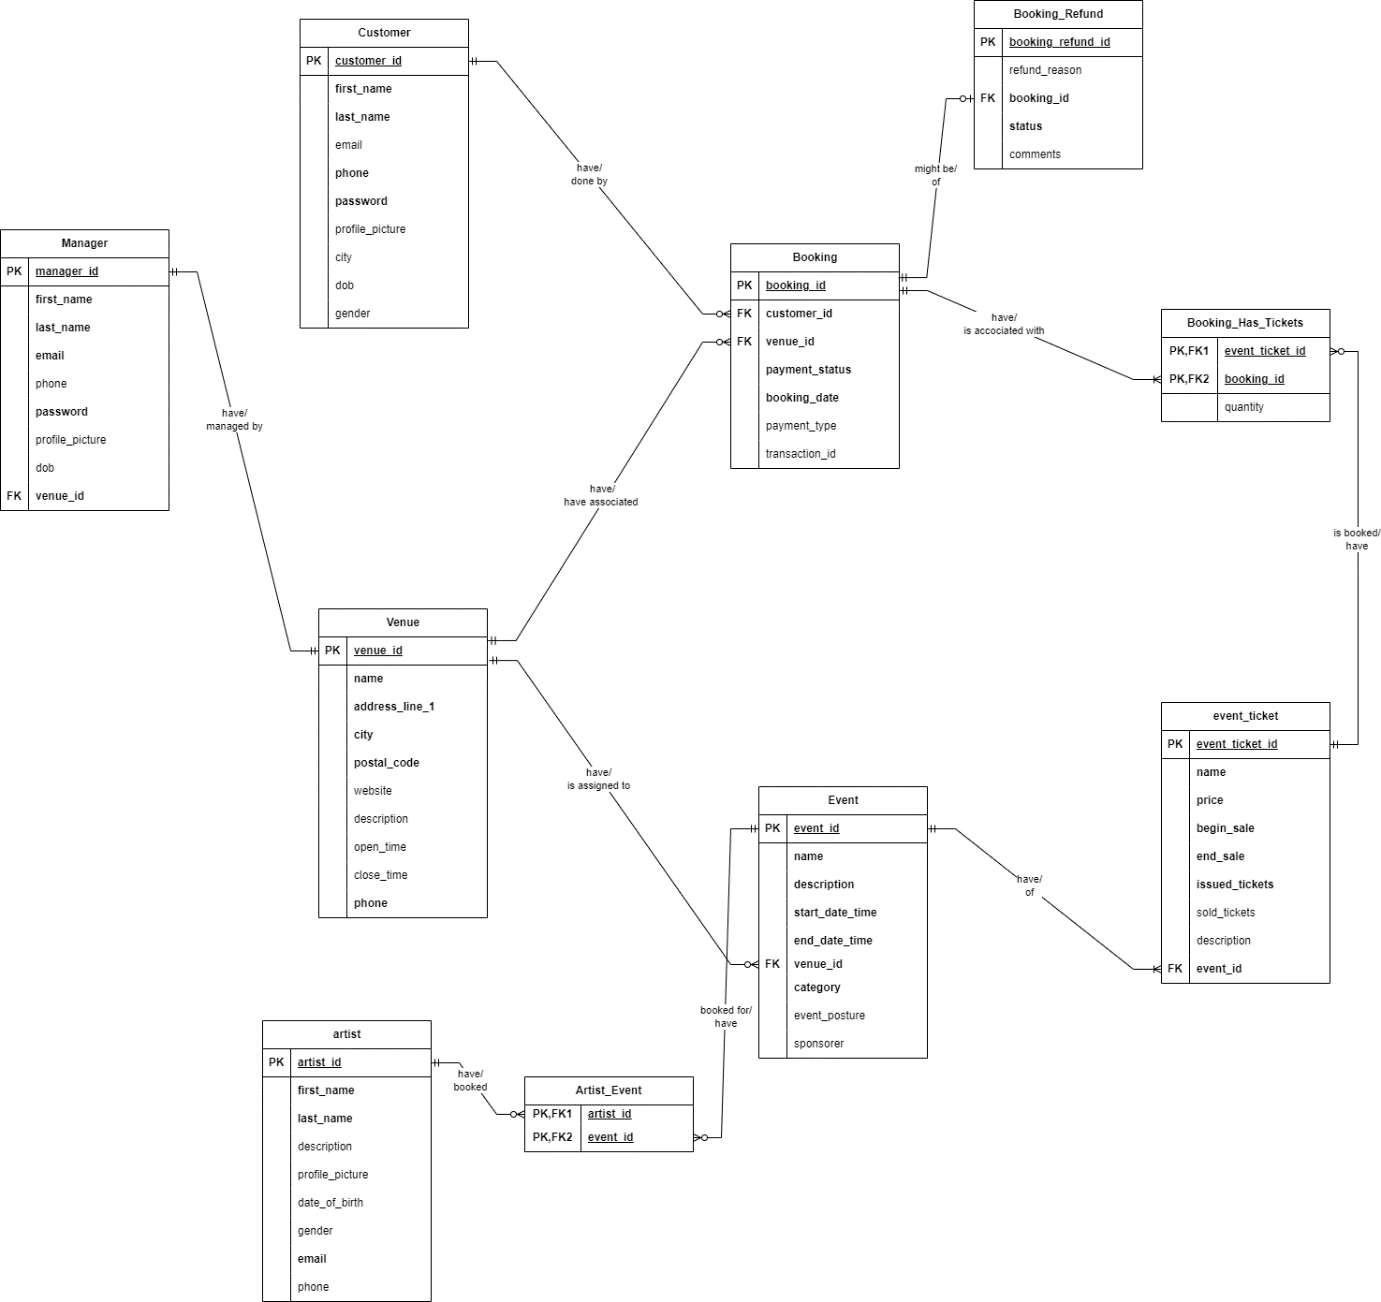 Booking_Refund
PK booking_refund_id
refund_reason
FK booking_id
status
comments
Customer
PK customer_id
first_name
last_name
email
phone
password
profile_picture
city
dob
gender
have/
done by
might be/
of
Manager
PK manager_id
first_name
last_name
email
phone
password
profile_picture
dob
FK venue_id
Booking
PK booking_id
FK customer_id
FK venue_id
payment_status
booking_date
payment_type
transaction_id
have/
is accociated with
Booking_Has_Tickets
PK,FK1 event_ticket_id
PK,FK2 booking_id
quantity
have/
managed by
have/
have associated
is booked/
have
Venue
PK venue_id
name
address_line_1
city
postal_code
website
description
open_time
close_time
phone
have/
is assigned to
event_ticket
PK event_ticket_id
name
price
begin_sale
end_sale
issued_tickets
sold_tickets
description
FK event_id
Event
PK event_id
name
description
start_date_time
end_date_time
FK venue_id
category
event_posture
sponsorer
have/
of
booked for/
have
artist
PK artist_id
first_name
last_name
description
profile_picture
date_of_birth
gender
email
phone
have/
booked
Artist_Event
PK,FK1 artist_id
PK,FK2 event_id